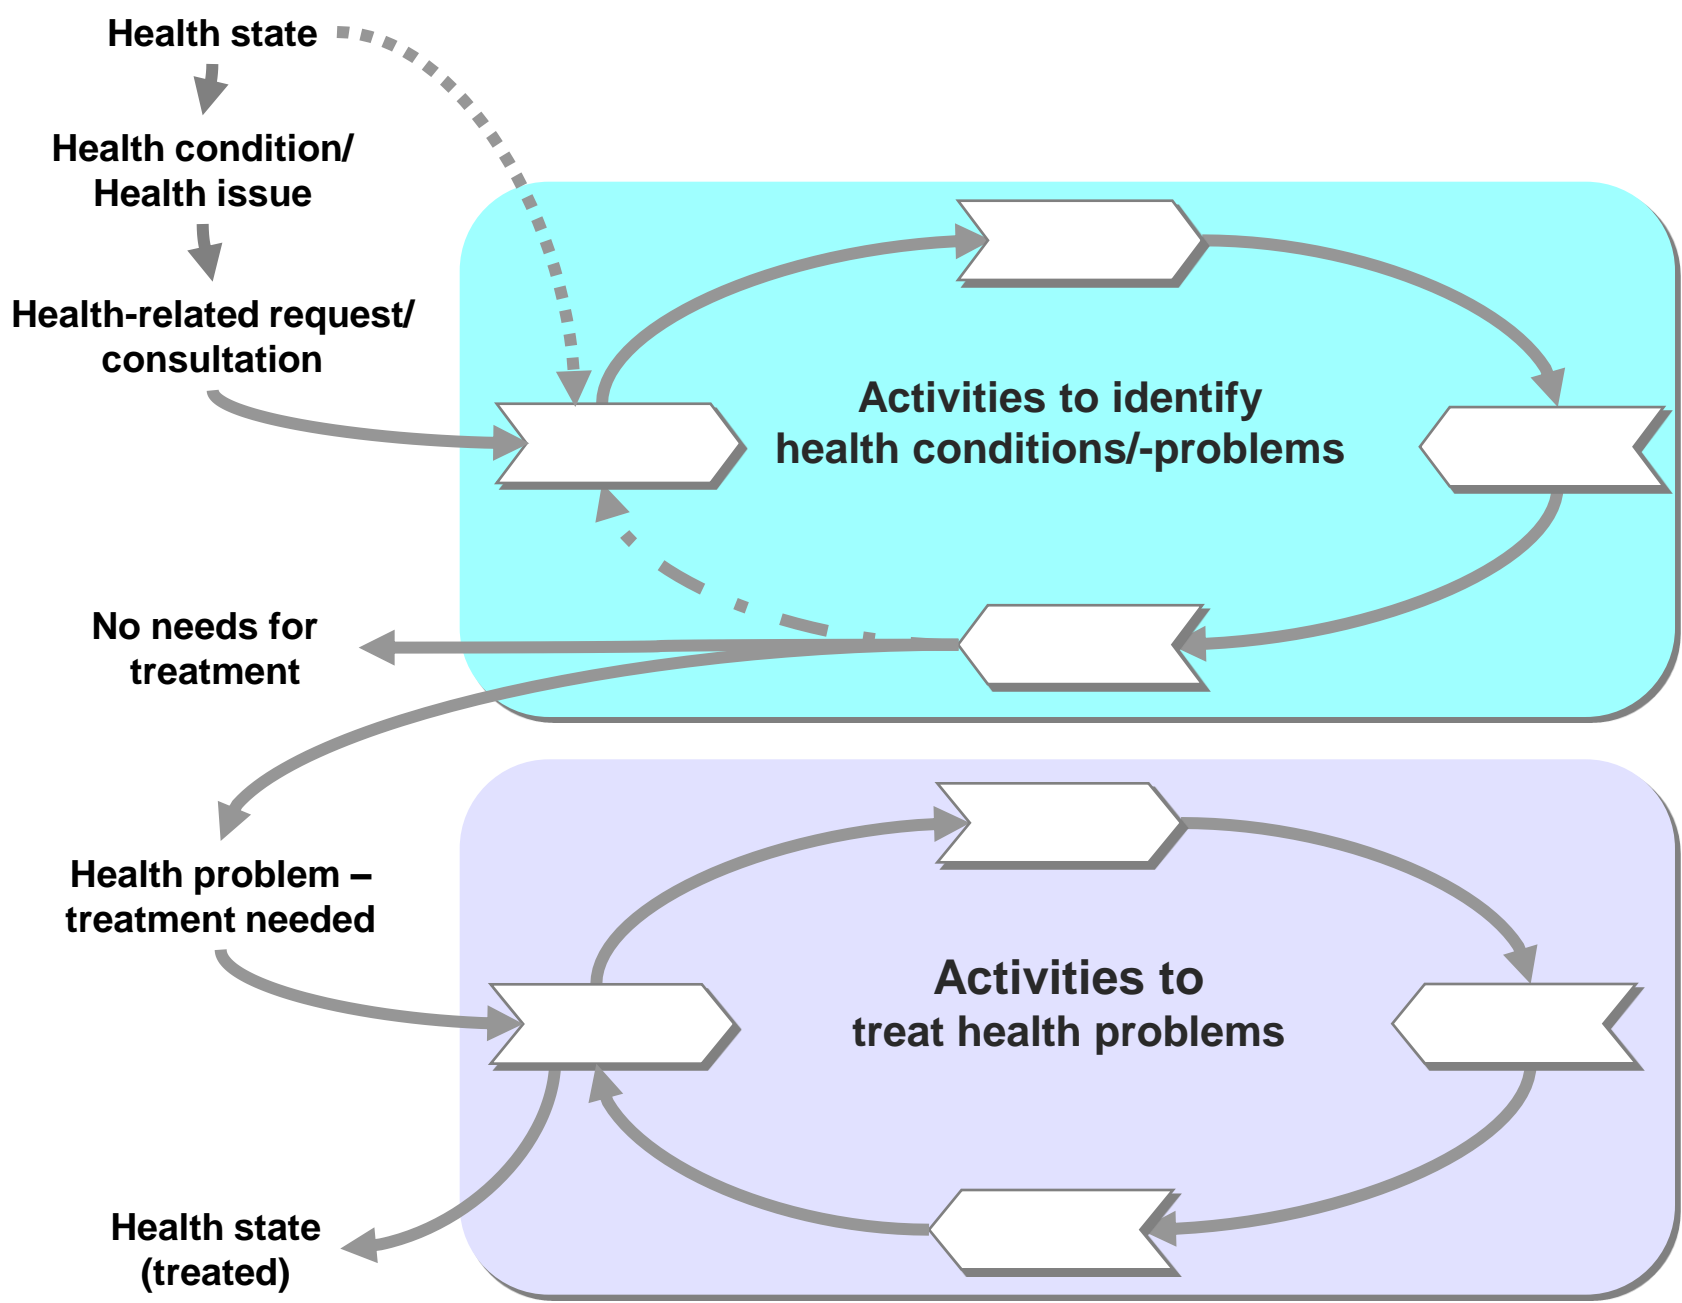 Health state
Health condition/
Health issue
Health-related request/
consultation
Activities to identify
health conditions/-problems
No needs for
treatment
Health problem –
treatment needed
Activities to
treat health problems
Health state
(treated)